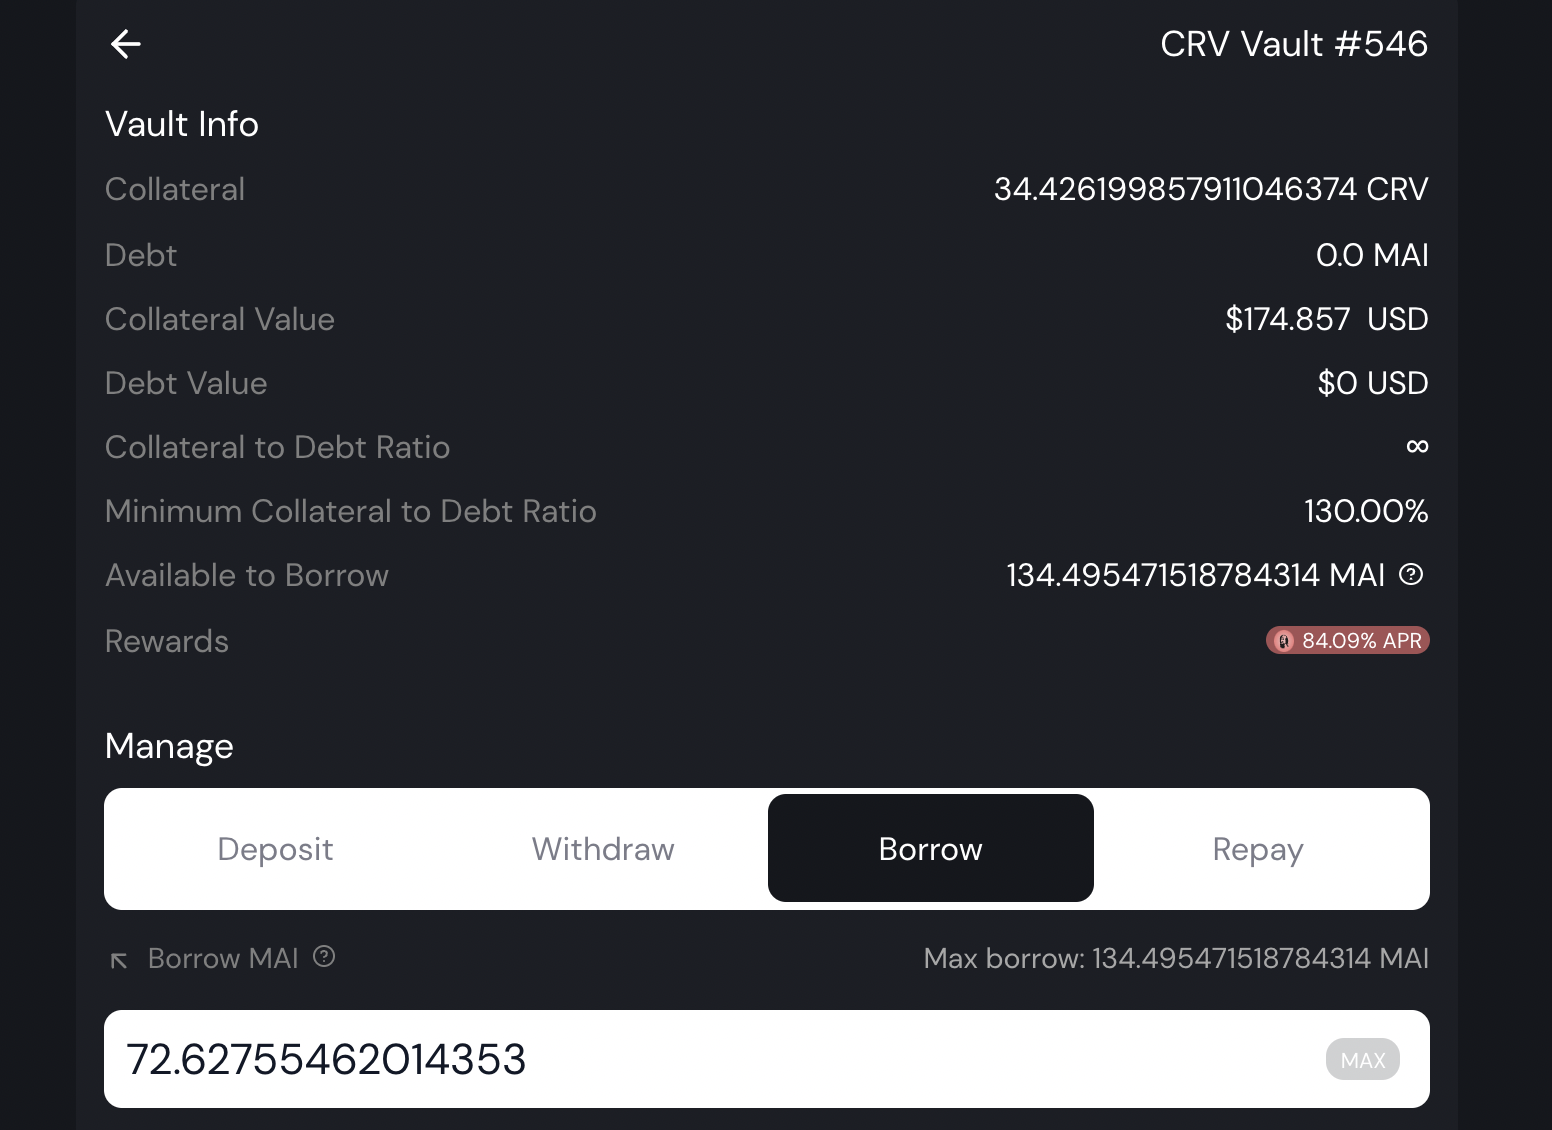 CRV Vault #546
Vault Info
Collateral 34.426199857911046374 CRV
Debt 0.0 MAI
Collateral Value $174.857 USD
Debt Value $0 USD
Collateral to Debt Ratio ∞
Minimum Collateral to Debt Ratio 130.00%
Available to Borrow 134.495471518784314 MAI
Rewards 84.09% APR
Manage
Deposit Withdraw Borrow Repay
Borrow MAI Max borrow: 134.495471518784314 MAI
72.62755462014353 MAX